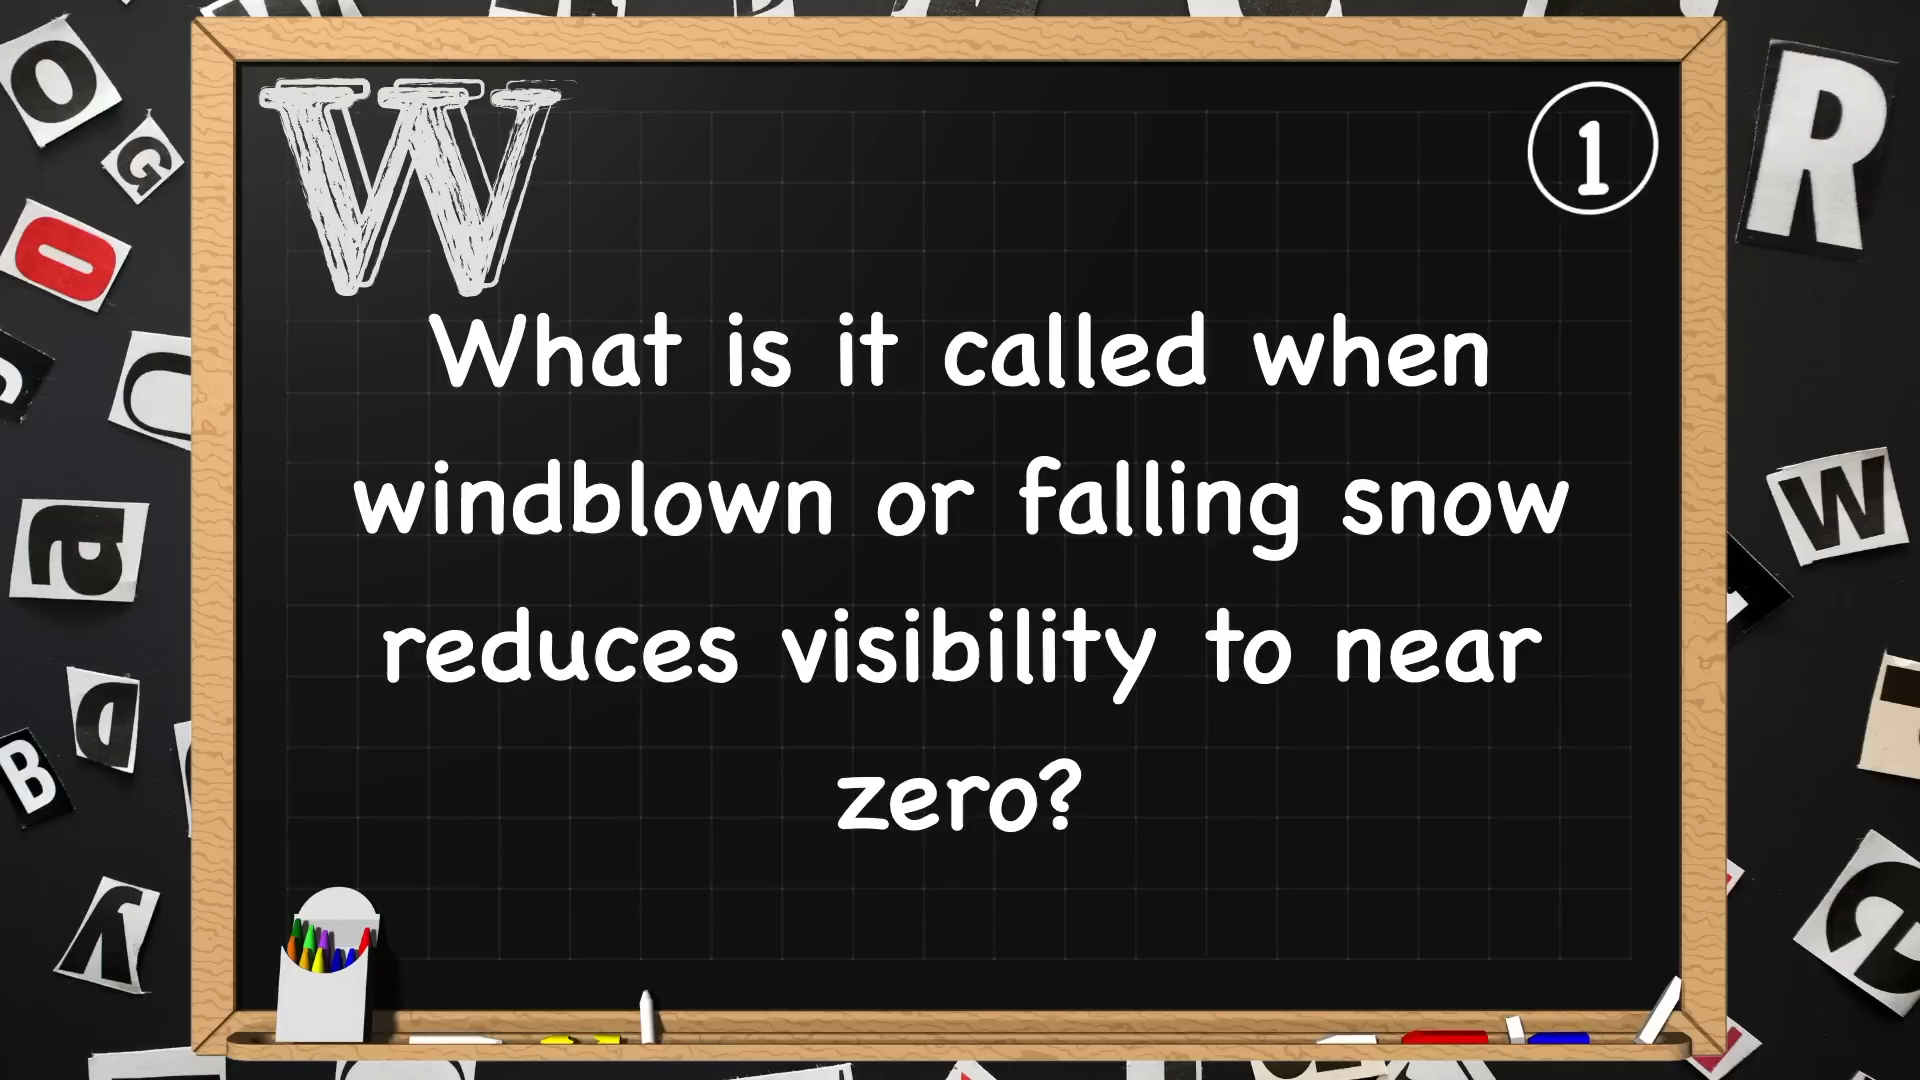 W
1
What is it called when
windblown or falling snow
reduces visibility to near
zero?
O
G
O
a
D
B
y
R
W
e